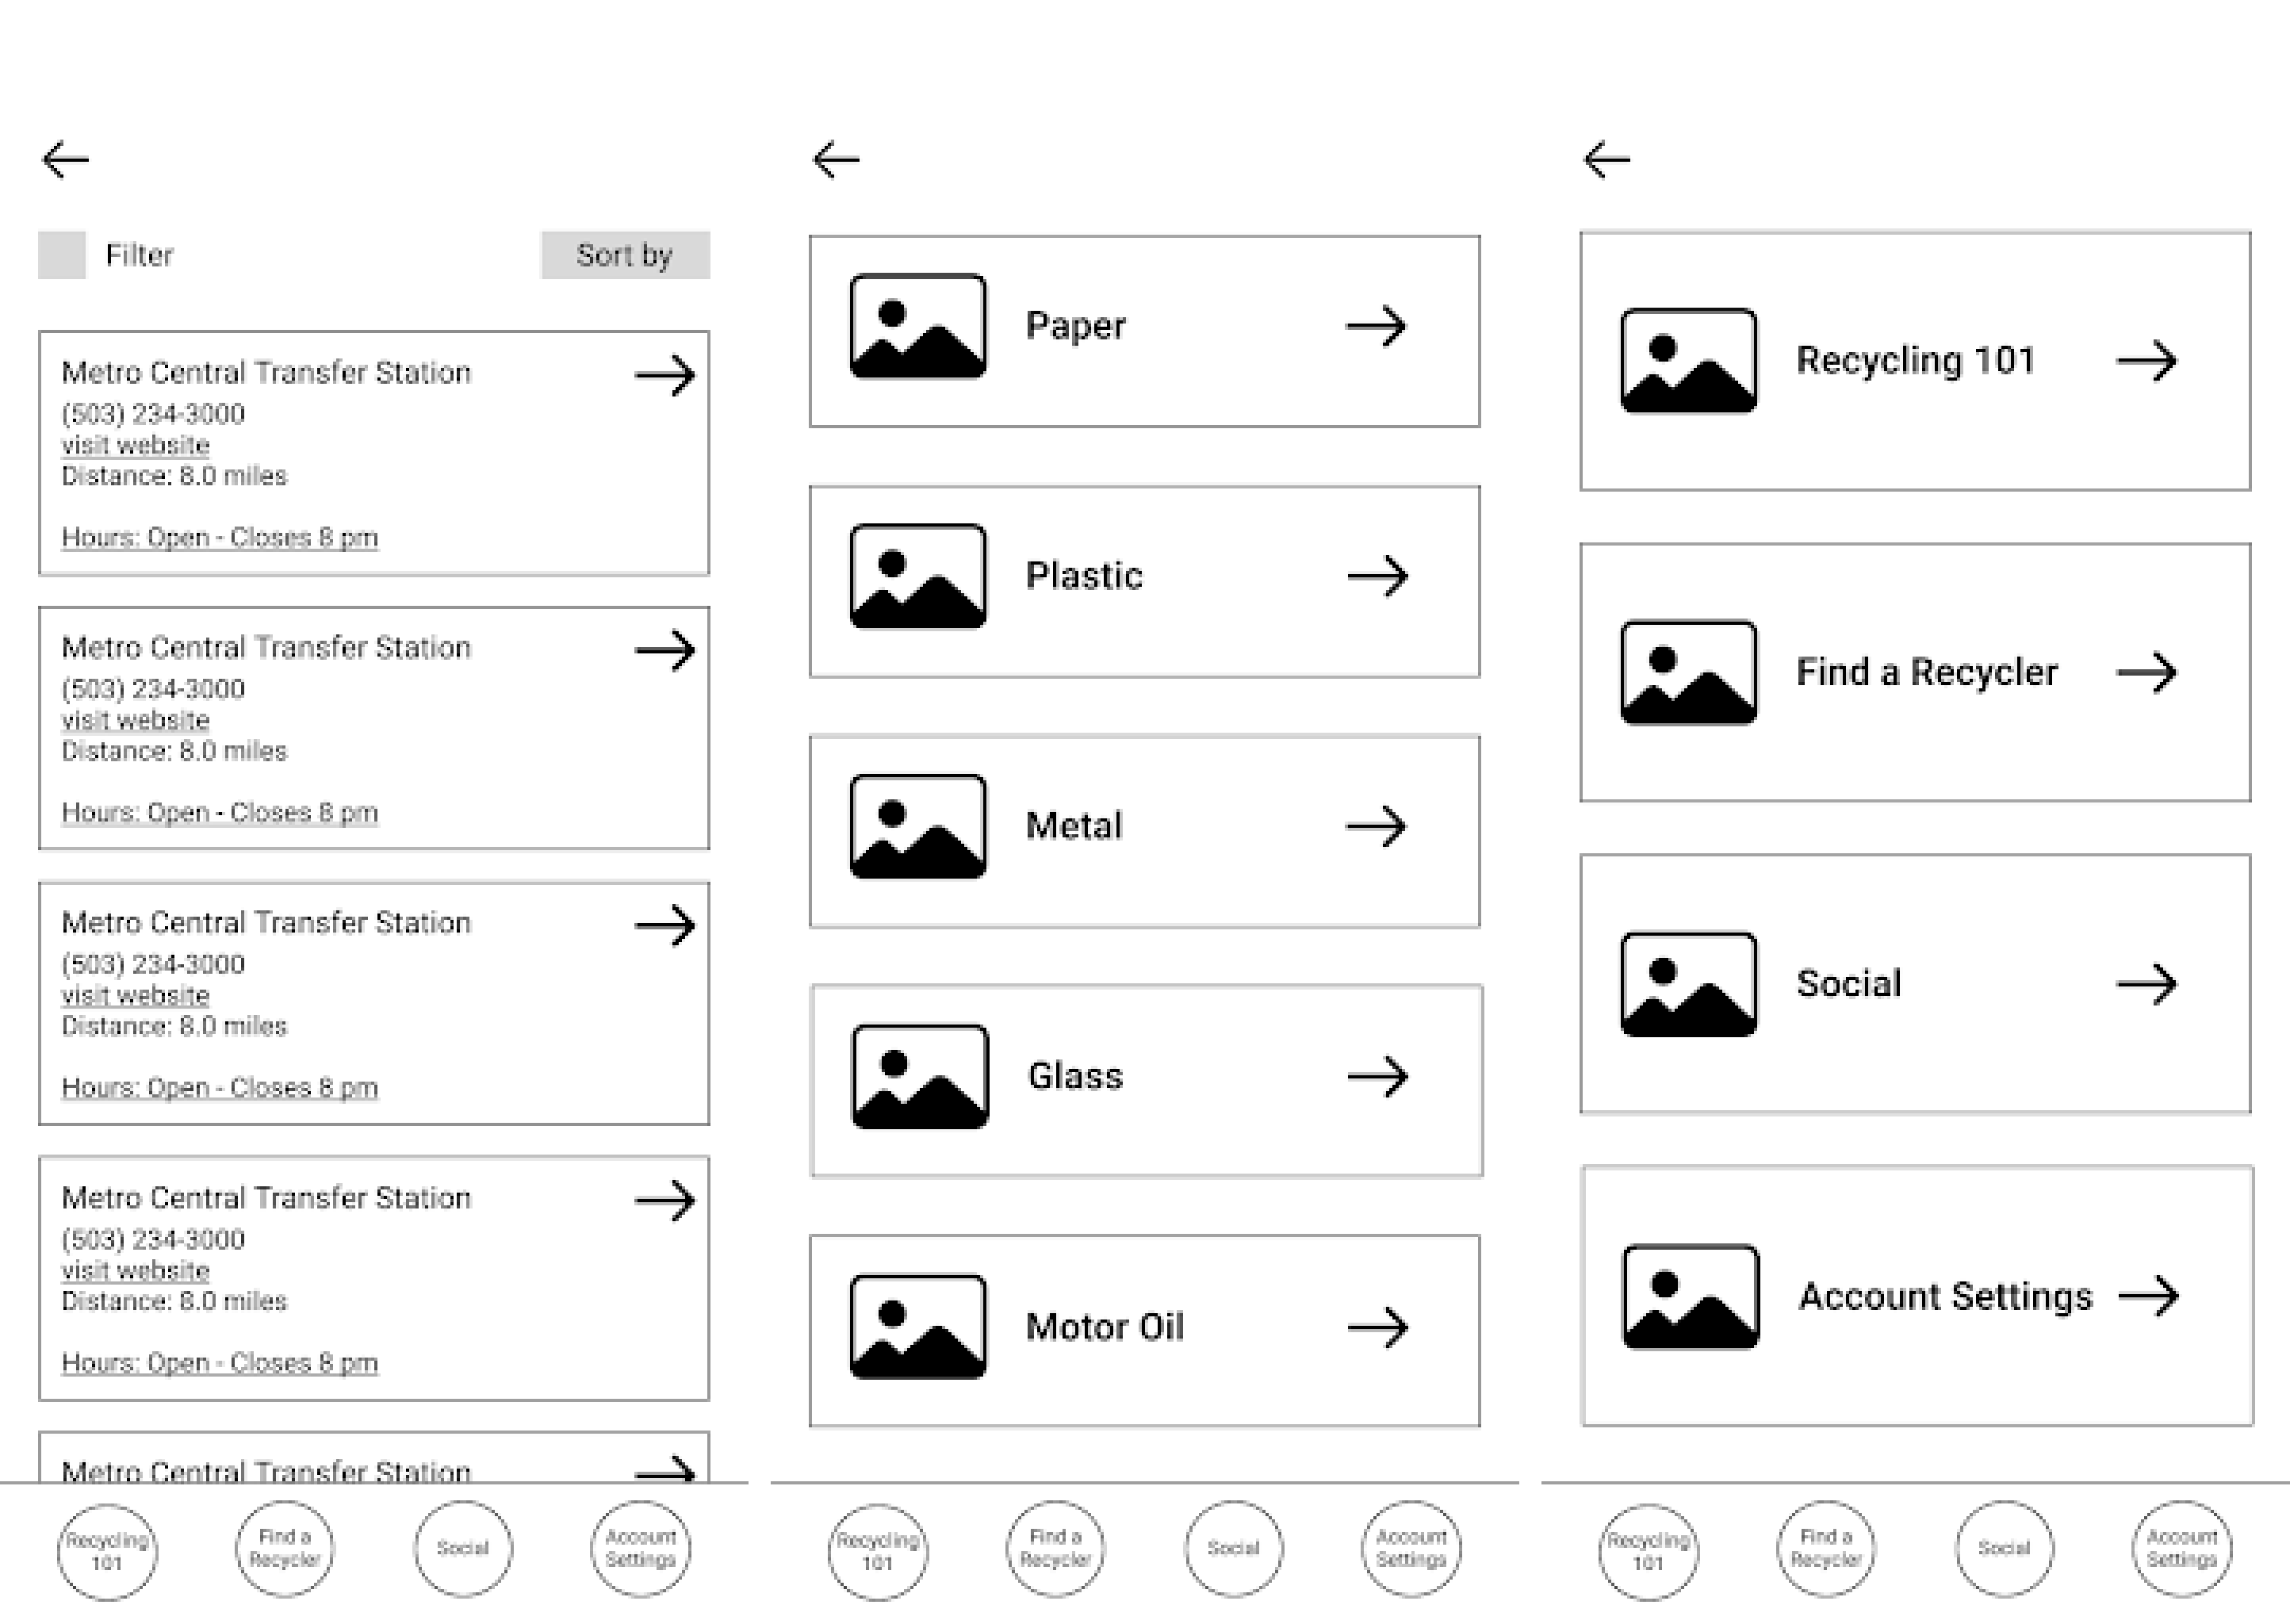 Filter
Sort by
Metro Central Transfer Station
(503) 234-3000
visit website
Distance: 8.0 miles
Hours: Open - Closes 8 pm
Metro Central Transfer Station
(503) 234-3000
visit website
Distance: 8.0 miles
Hours: Open - Closes 8 pm
Metro Central Transfer Station
(503) 234-3000
visit website
Distance: 8.0 miles
Hours: Open - Closes 8 pm
Metro Central Transfer Station
(503) 234-3000
visit website
Distance: 8.0 miles
Hours: Open - Closes 8 pm
Metro Central Transfer Station
Recycling
101
Find a
Recycler
Social
Account
Settings
Paper
Plastic
Metal
Glass
Motor Oil
Recycling
101
Find a
Recycler
Social
Account
Settings
Recycling 101
Find a Recycler
Social
Account Settings
Recycling
101
Find a
Recycler
Social
Account
Settings